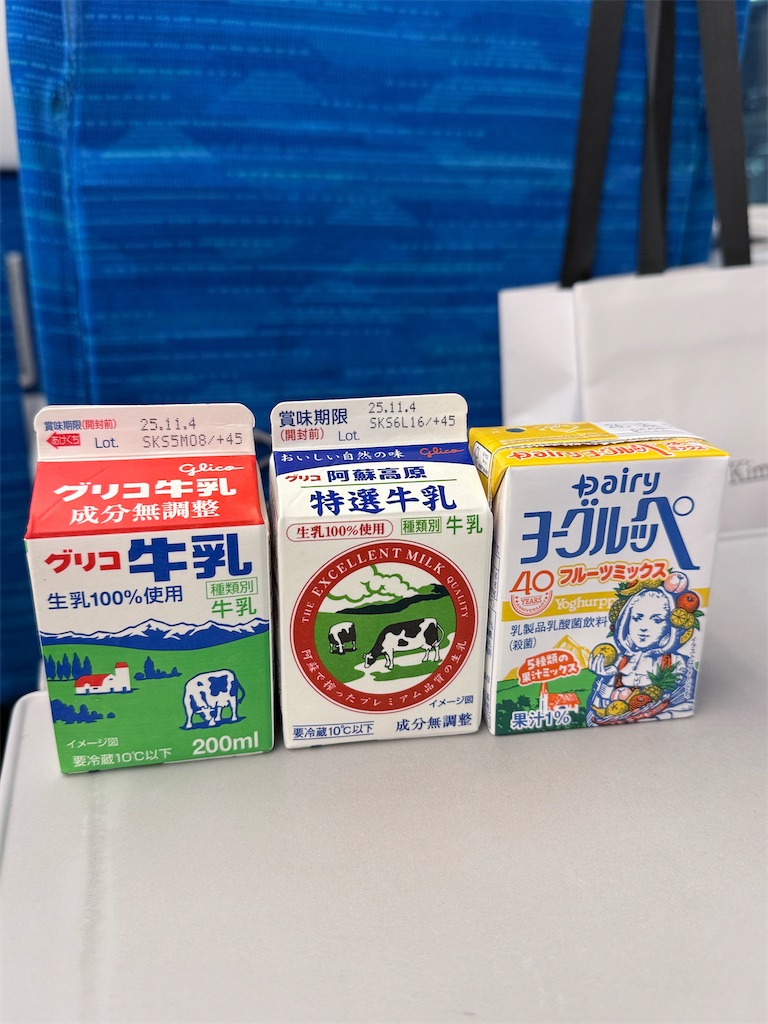 賞味期限(開封前) 25.11.4
あけくち Lot. SKS5M08/+45
Glico
グリコ牛乳
成分無調整
グリコ牛乳
生乳100%使用
種類別
牛乳
イメージ図
要冷蔵10℃以下 200ml
賞味期限 25.11.4
(開封前) Lot. SKS6L16/+45
おいしい自然の味 Glico
グリコ 阿蘇高原
特選牛乳
生乳100%使用 種類別 牛乳
THE EXCELLENT MILK QUALITY
阿蘇で搾ったプレミアム品質の生乳
イメージ図
要冷蔵10℃以下 成分無調整
Dairy
ヨーグルッペ
40 フルーツミックス
YEARS
Yoghurpp
乳製品乳酸菌飲料
(殺菌)
5種類の
果汁ミックス
果汁1%
Kim